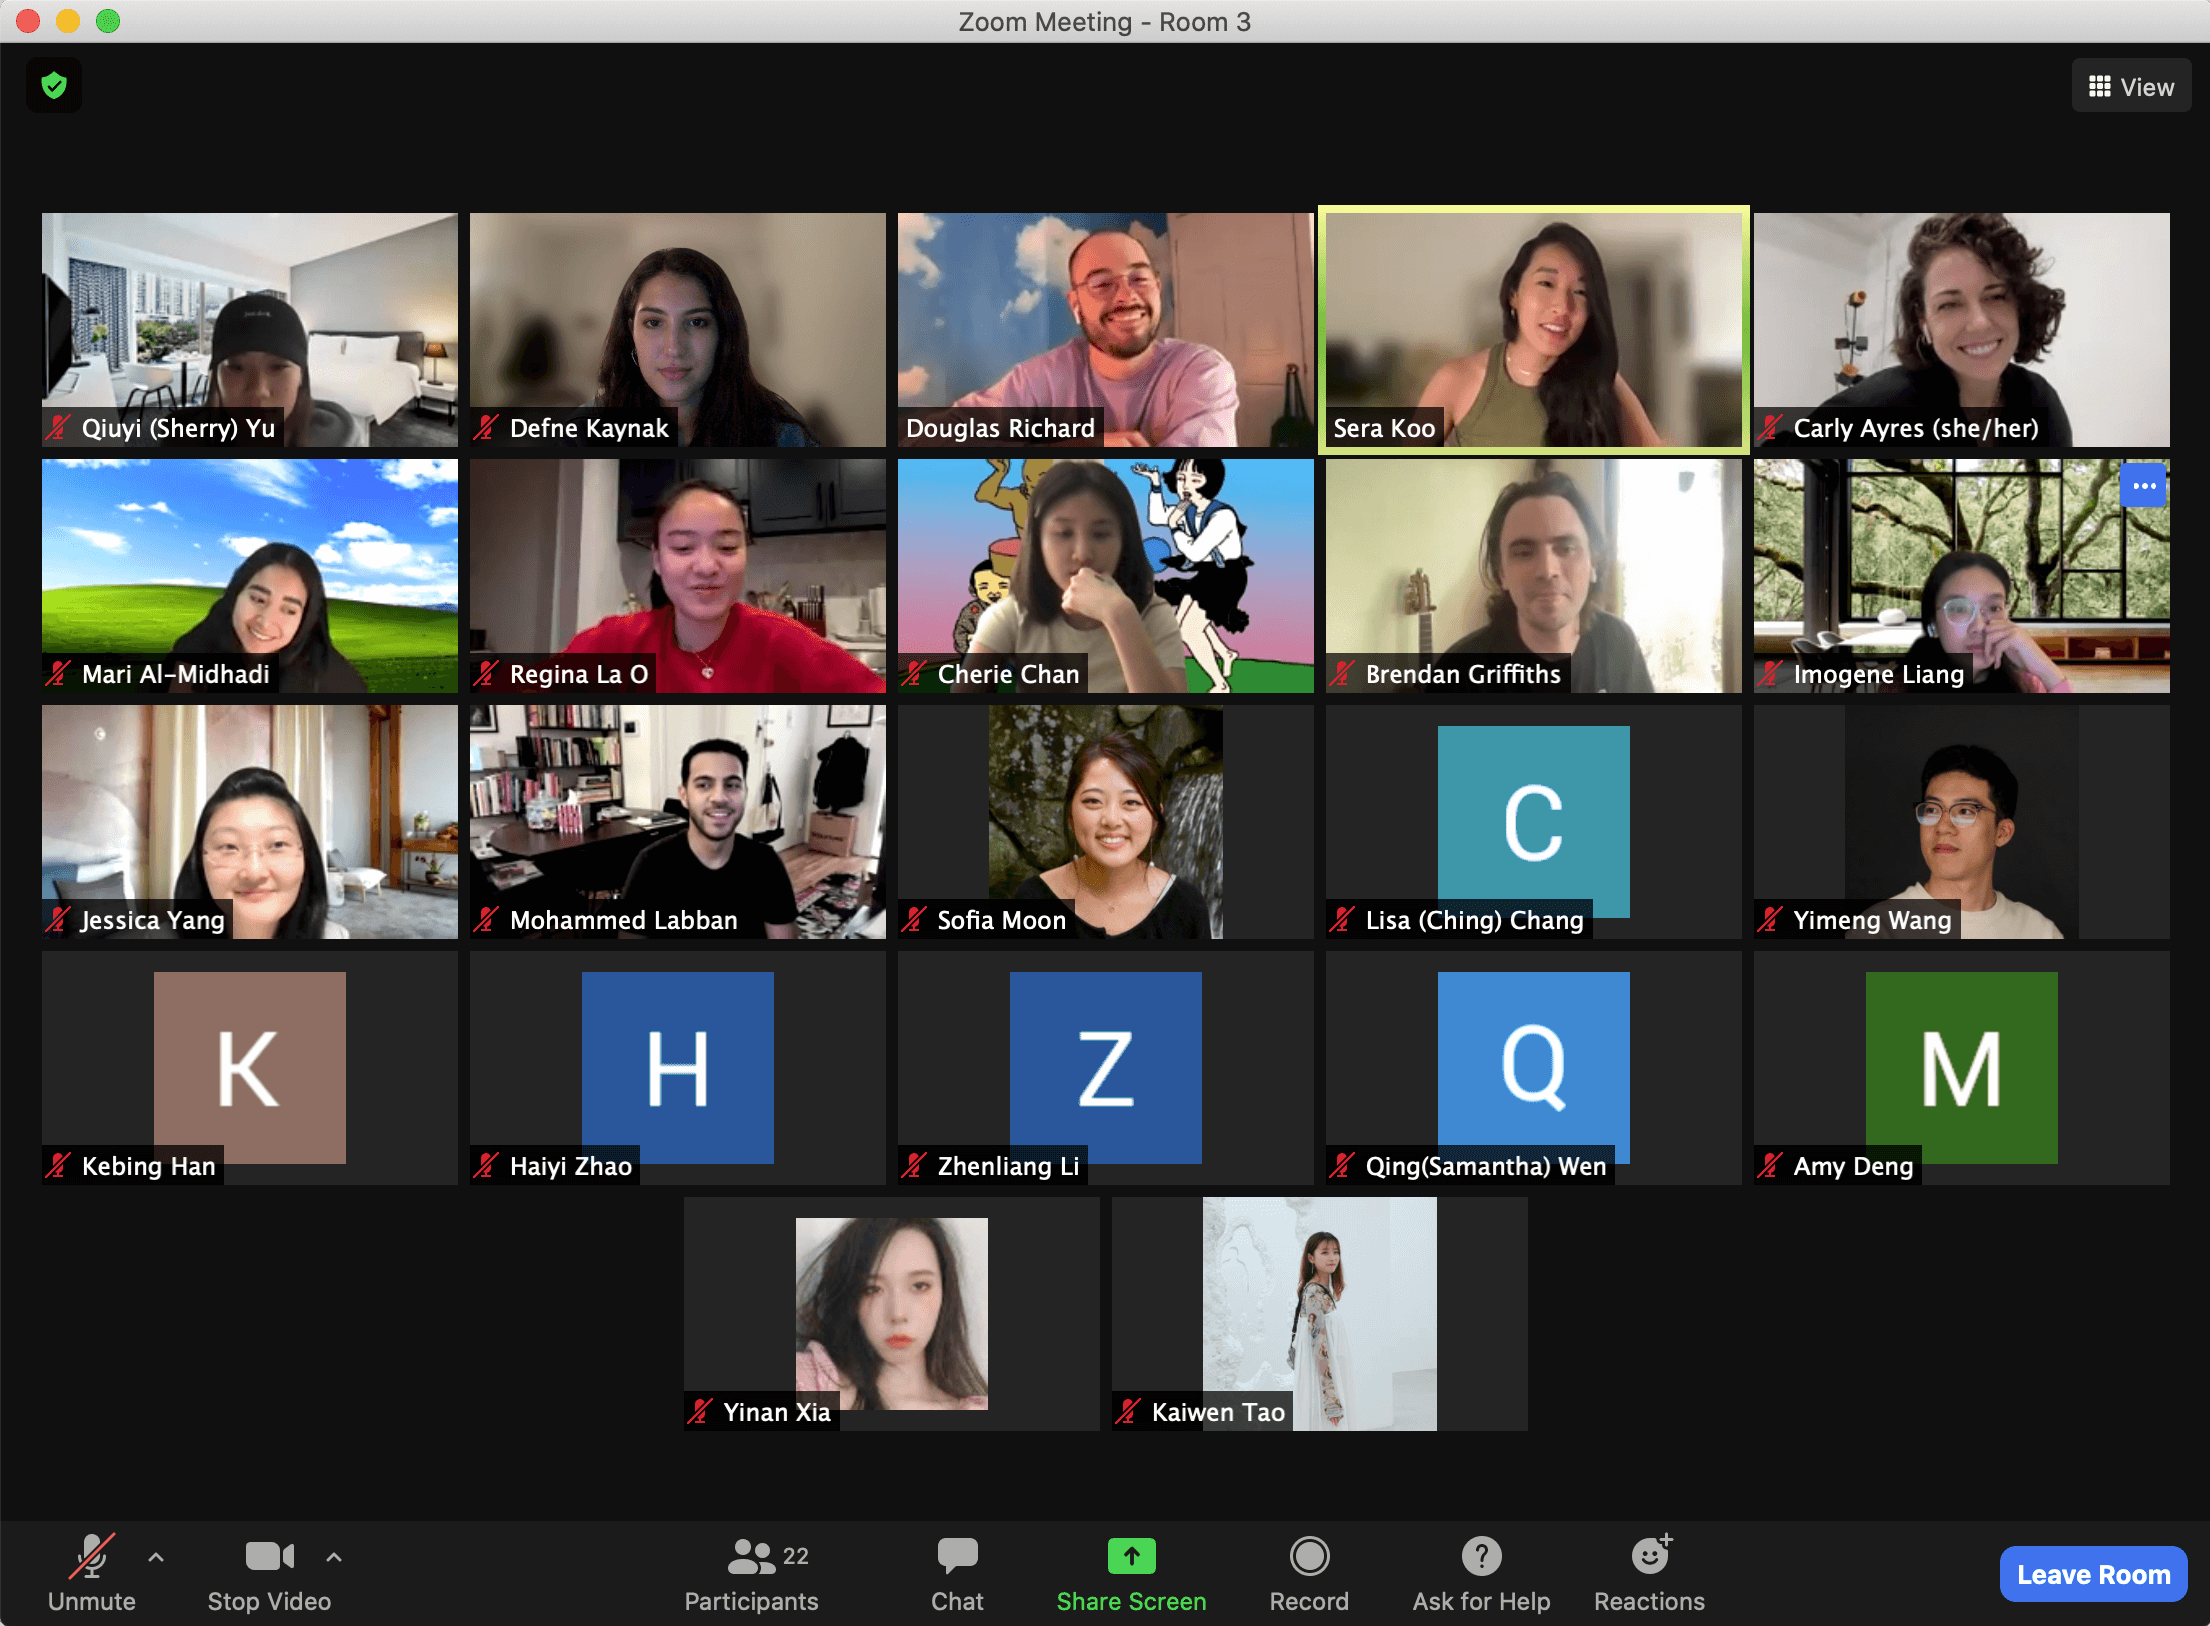 Zoom Meeting - Room 3
View
Qiuyi (Sherry) Yu
Defne Kaynak
Douglas Richard
Sera Koo
Carly Ayres (she/her)
Mari Al-Midhadi
Regina La O
Cherie Chan
Brendan Griffiths
Imogene Liang
Jessica Yang
Mohammed Labban
Sofia Moon
C
Lisa (Ching) Chang
Yimeng Wang
K
Kebing Han
H
Haiyi Zhao
Z
Zhenliang Li
Q
Qing(Samantha) Wen
M
Amy Deng
Yinan Xia
Kaiwen Tao
22
Unmute
Stop Video
Participants
Chat
Share Screen
Record
Ask for Help
Reactions
Leave Room